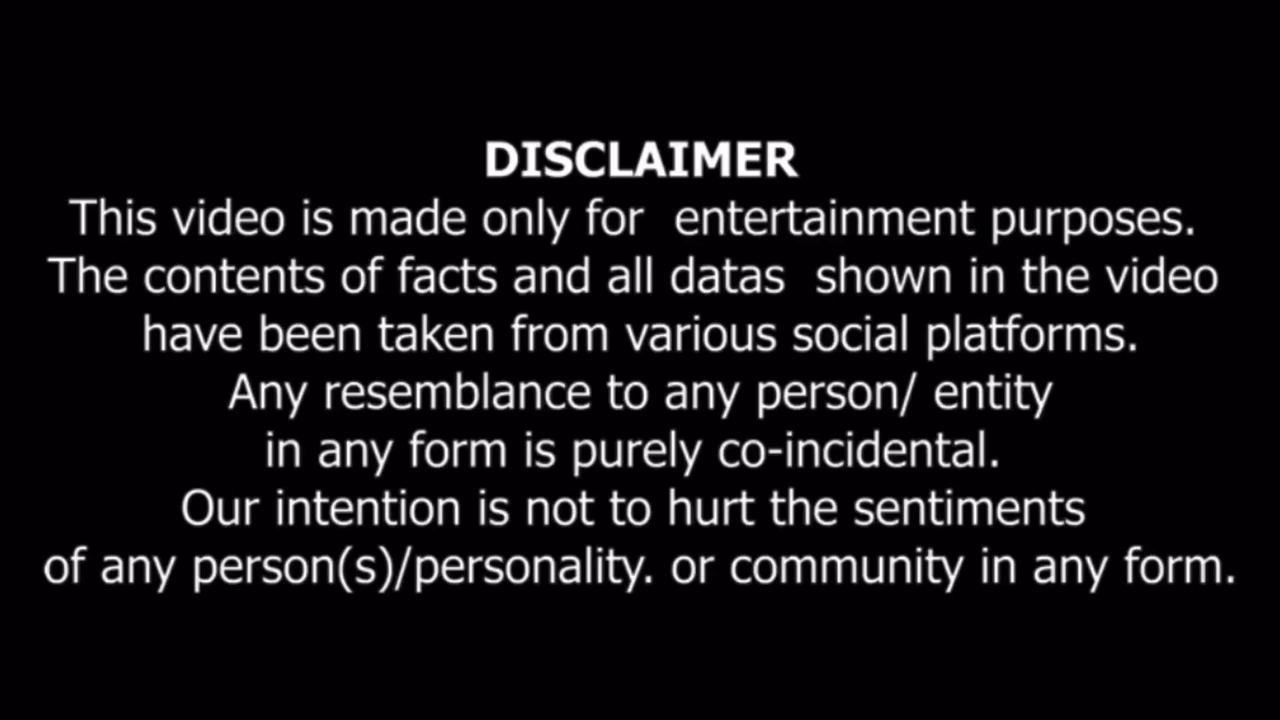 DISCLAIMER
This video is made only for  entertainment purposes.
The contents of facts and all datas  shown in the video
have been taken from various social platforms.
Any resemblance to any person/ entity
in any form is purely co-incidental.
Our intention is not to hurt the sentiments
of any person(s)/personality. or community in any form.